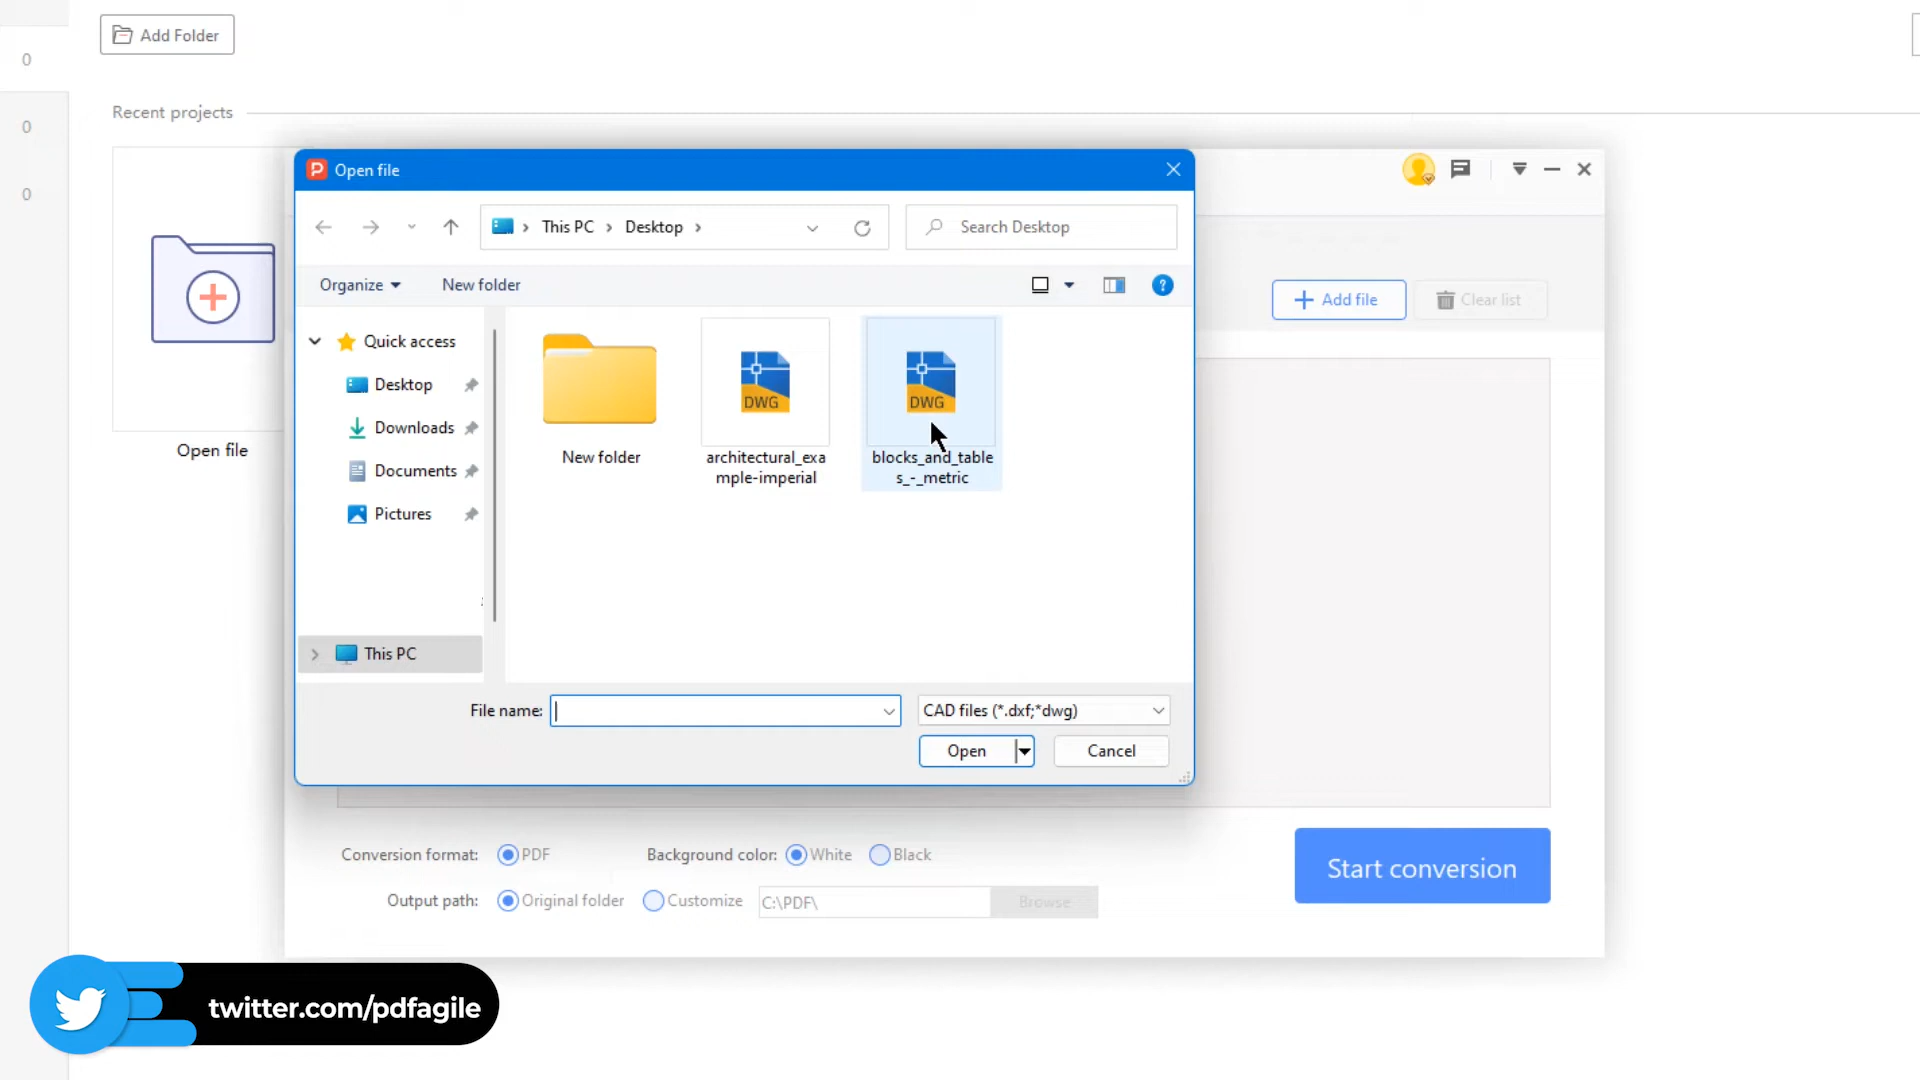 Add Folder
0
0
0
Recent projects
Open file
Open file
This PC
Desktop
Search Desktop
Organize
New folder
?
Quick access
Desktop
Downloads
Documents
Pictures
This PC
New folder
DWG
architectural_exa
mple-imperial
DWG
blocks_and_table
s_-_metric
File name:
CAD files (*.dxf;*dwg)
Open
Cancel
Add file
Clear list
Conversion format:
PDF
Background color:
White
Black
Output path:
Original folder
Customize
C:\PDF\
Browse
Start conversion
twitter.com/pdfagile